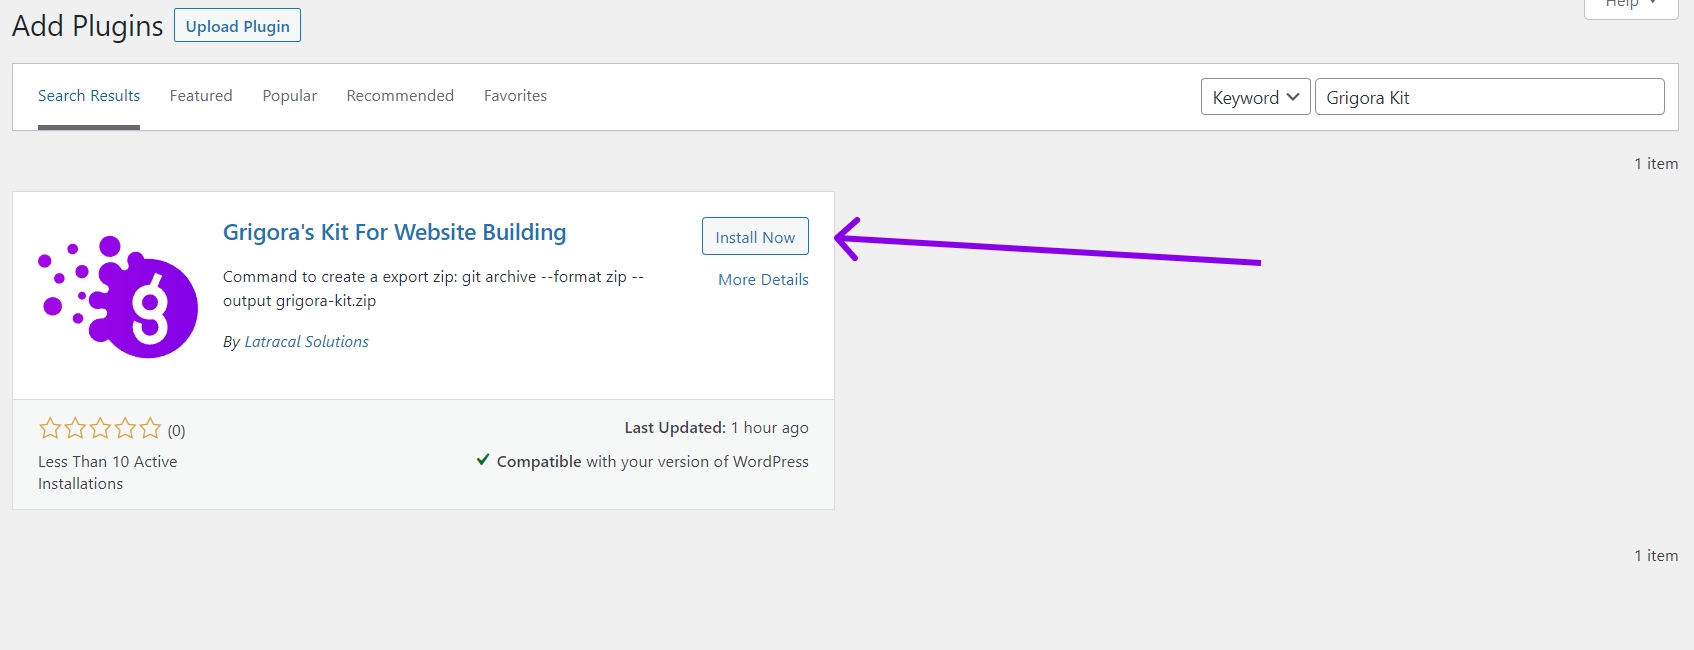 Add Plugins Upload Plugin Help
Search Results Featured Popular Recommended Favorites Keyword Grigora Kit
1 item
Grigora's Kit For Website Building
Install Now
Command to create a export zip: git archive --format zip --
output grigora-kit.zip
More Details
By Latracal Solutions
(0)
Less Than 10 Active
Installations
Last Updated: 1 hour ago
Compatible with your version of WordPress
1 item